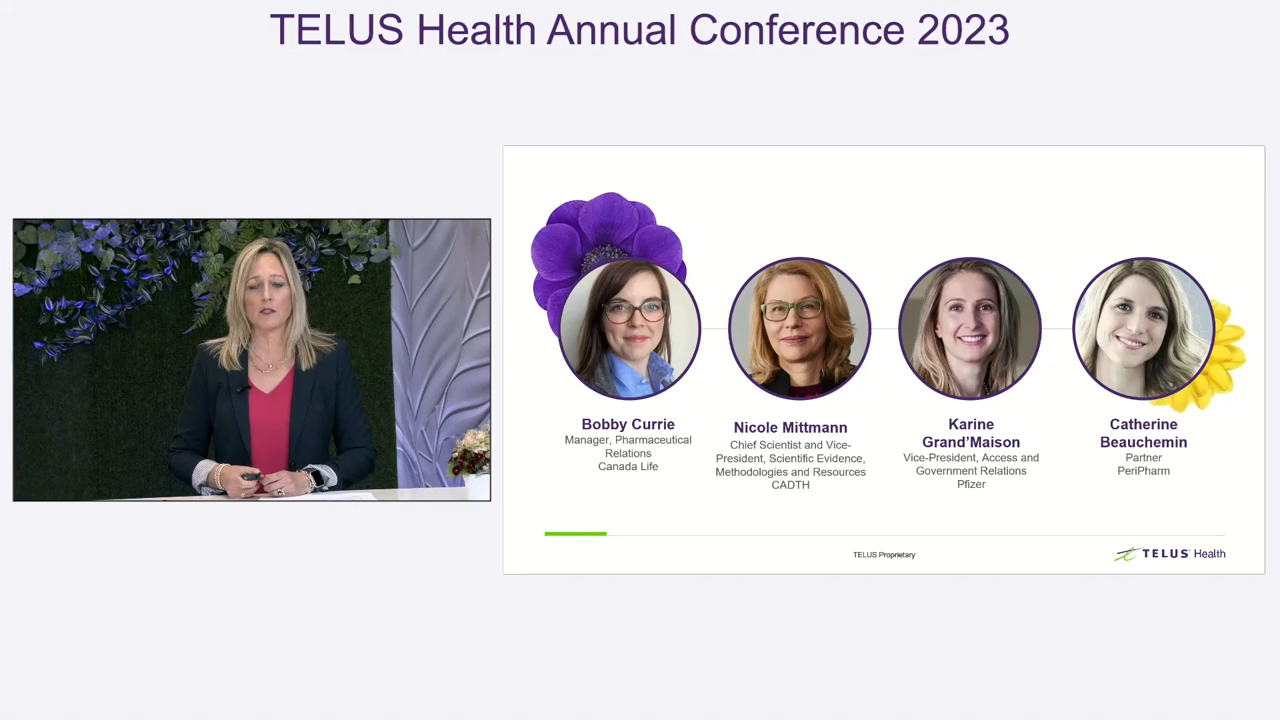 TELUS Health Annual Conference 2023
Bobby Currie
Manager, Pharmaceutical
Relations
Canada Life
Nicole Mittmann
Chief Scientist and Vice-
President, Scientific Evidence,
Methodologies and Resources
CADTH
Karine
Grand’Maison
Vice-President, Access and
Government Relations
Pfizer
Catherine
Beauchemin
Partner
PeriPharm
TELUS Proprietary
TELUS Health